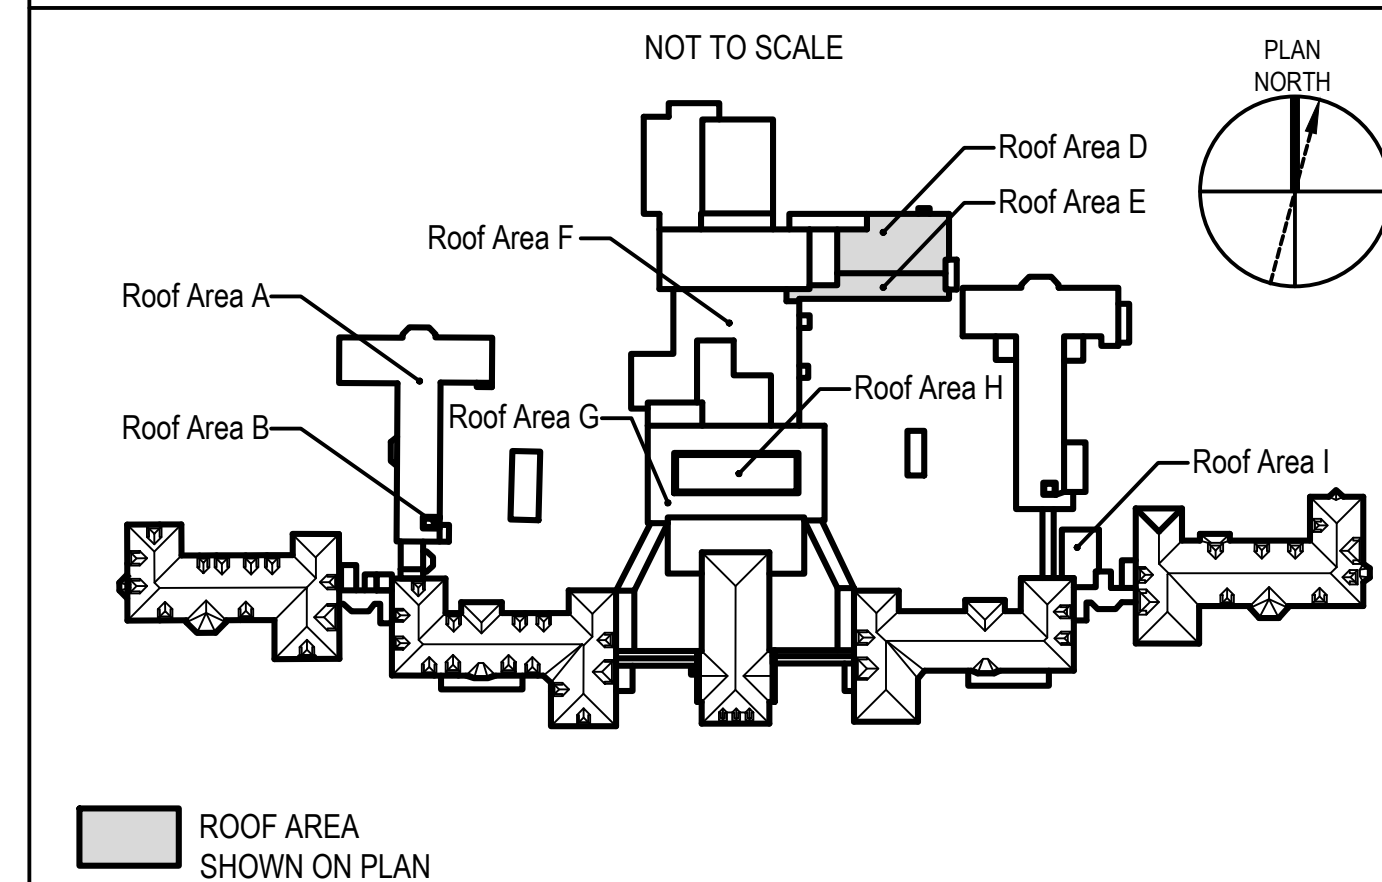 NOT TO SCALE
PLAN
NORTH
Roof Area D
Roof Area E
Roof Area F
Roof Area A
Roof Area H
Roof Area G
Roof Area B
Roof Area I
ROOF AREA
SHOWN ON PLAN